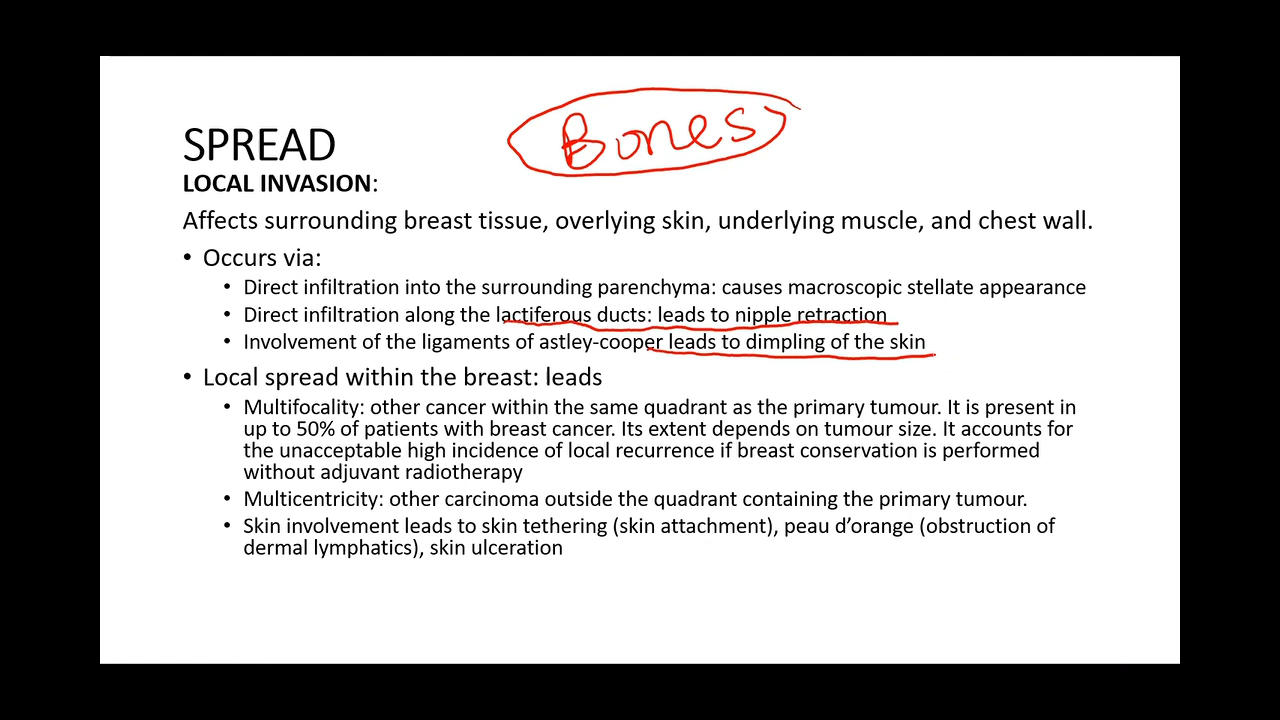 Bones
SPREAD
LOCAL INVASION:
Affects surrounding breast tissue, overlying skin, underlying muscle, and chest wall.
• Occurs via:
• Direct infiltration into the surrounding parenchyma: causes macroscopic stellate appearance
• Direct infiltration along the lactiferous ducts: leads to nipple retraction
• Involvement of the ligaments of astley-cooper leads to dimpling of the skin
• Local spread within the breast: leads
• Multifocality: other cancer within the same quadrant as the primary tumour. It is present in
up to 50% of patients with breast cancer. Its extent depends on tumour size. It accounts for
the unacceptable high incidence of local recurrence if breast conservation is performed
without adjuvant radiotherapy
• Multicentricity: other carcinoma outside the quadrant containing the primary tumour.
• Skin involvement leads to skin tethering (skin attachment), peau d’orange (obstruction of
dermal lymphatics), skin ulceration